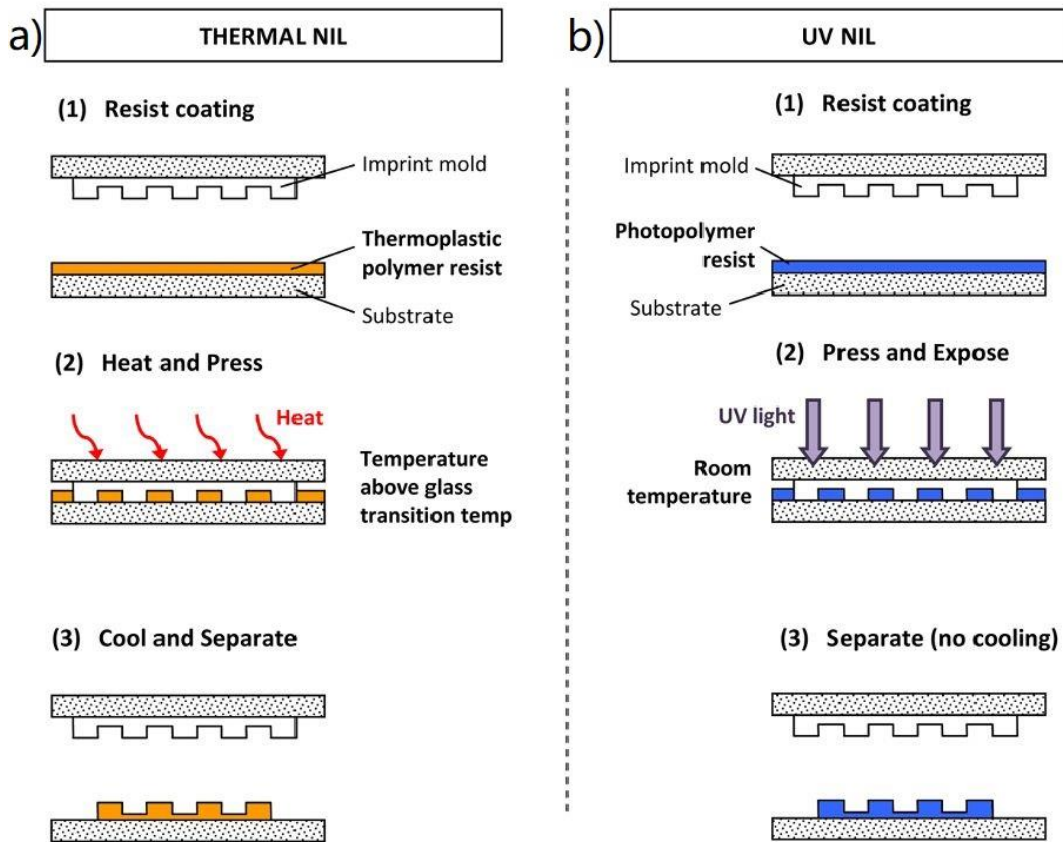 a)
THERMAL NIL
(1) Resist coating
Imprint mold
Thermoplastic
polymer resist
Substrate
(2) Heat and Press
Heat
Temperature
above glass
transition temp
(3) Cool and Separate
b)
UV NIL
(1) Resist coating
Imprint mold
Photopolymer
resist
Substrate
(2) Press and Expose
UV light
Room
temperature
(3) Separate (no cooling)